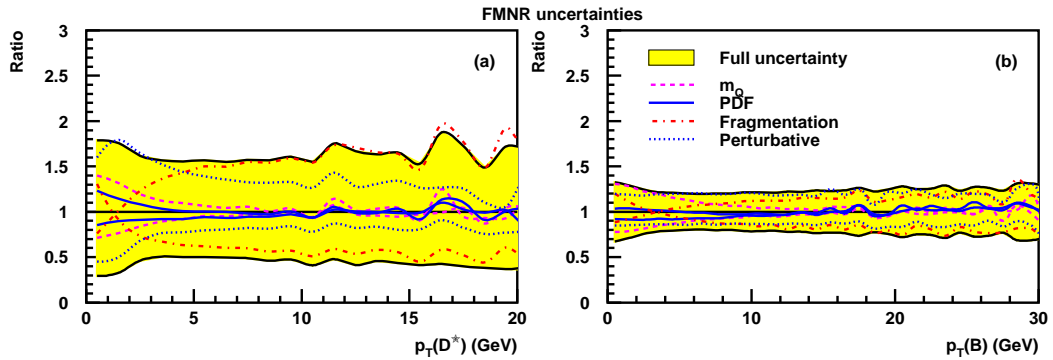 FMNR uncertainties
Ratio
3
2.5
2
1.5
1
0.5
0
(a)
0 5 10 15 20
p_T(D*) (GeV)
Ratio
3
2.5
2
1.5
1
0.5
0
Full uncertainty
(b)
m_Q
PDF
Fragmentation
Perturbative
0 10 20 30
p_T(B) (GeV)